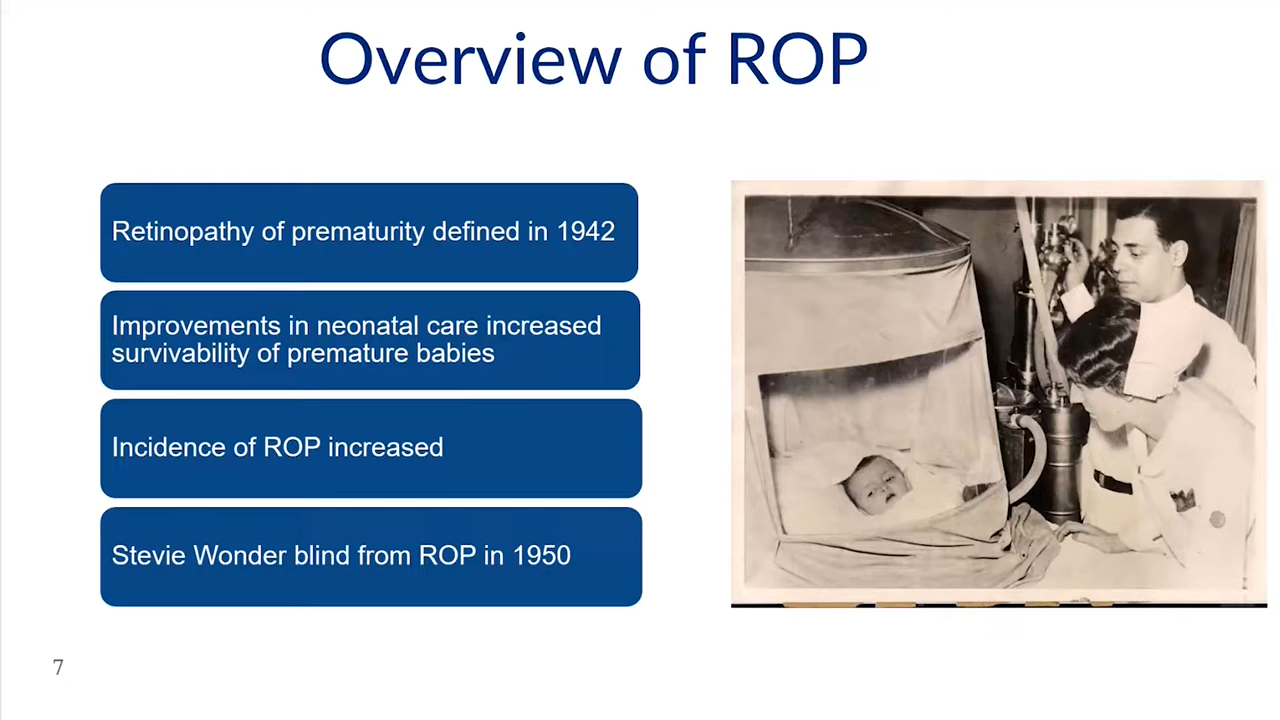 Overview of ROP
Retinopathy of prematurity defined in 1942
Improvements in neonatal care increased
survivability of premature babies
Incidence of ROP increased
Stevie Wonder blind from ROP in 1950
7